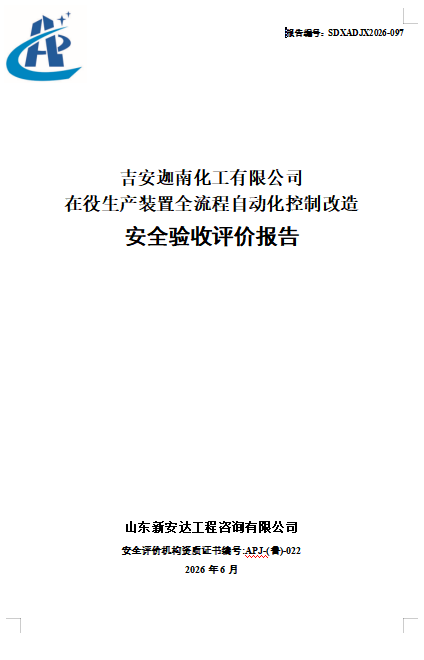 报告编号：SDXADJX2026-097
吉安迦南化工有限公司
在役生产装置全流程自动化控制改造
安全验收评价报告
山东新安达工程咨询有限公司
安全评价机构资质证书编号:APJ-(鲁)-022
2026 年 6 月